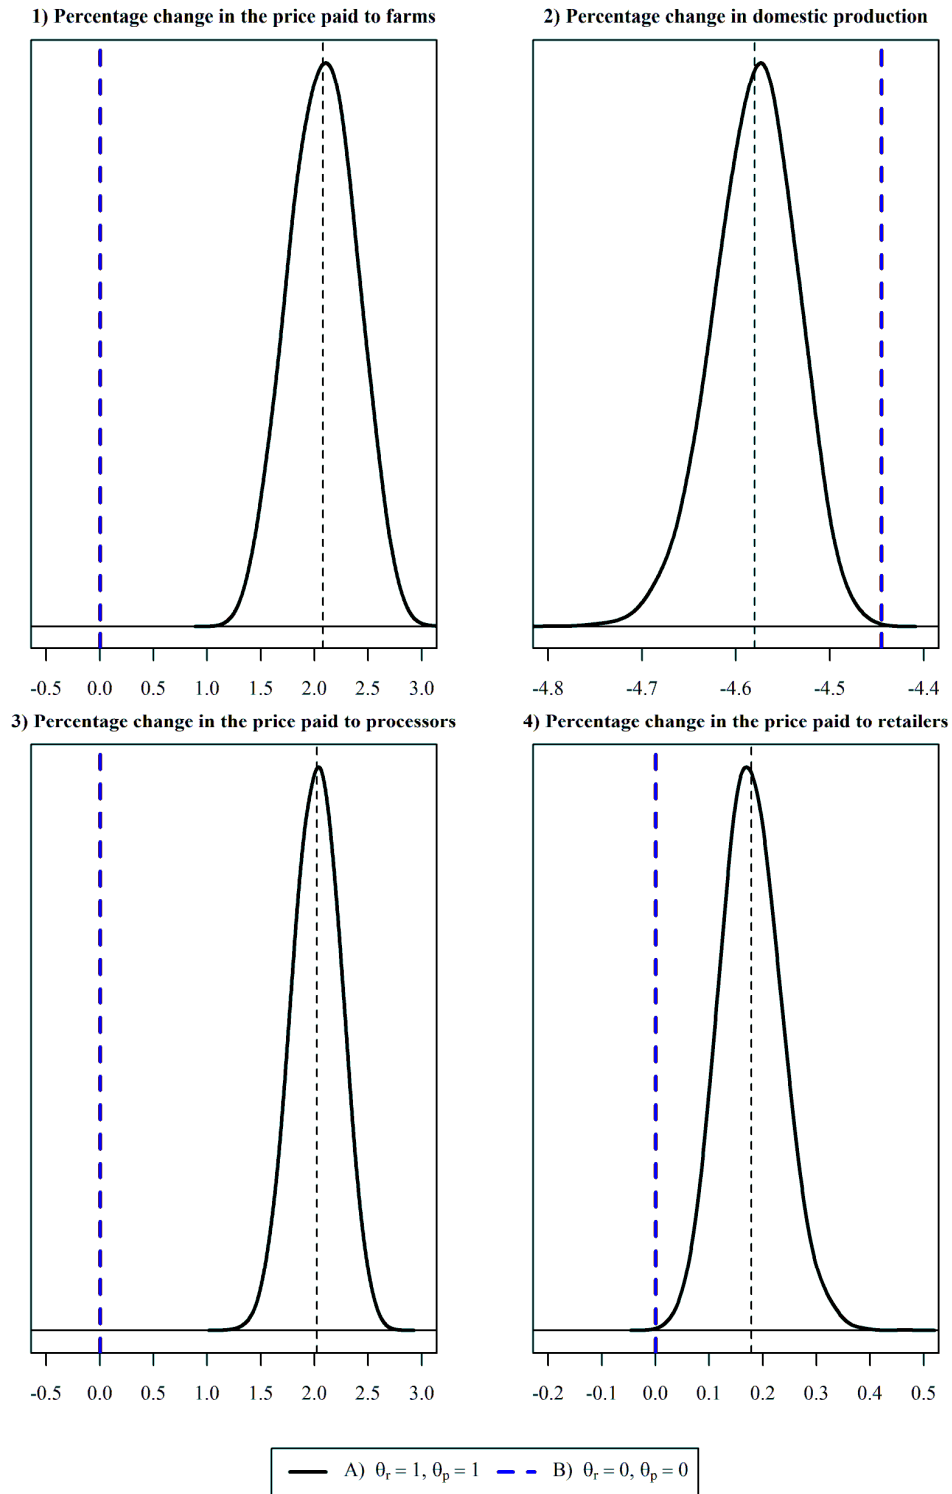 1) Percentage change in the price paid to farms
2) Percentage change in domestic production
-0.5 0.0 0.5 1.0 1.5 2.0 2.5 3.0
-4.8 -4.7 -4.6 -4.5 -4.4
3) Percentage change in the price paid to processors
4) Percentage change in the price paid to retailers
-0.5 0.0 0.5 1.0 1.5 2.0 2.5 3.0
-0.2 -0.1 0.0 0.1 0.2 0.3 0.4 0.5
A) θr = 1, θp = 1 B) θr = 0, θp = 0